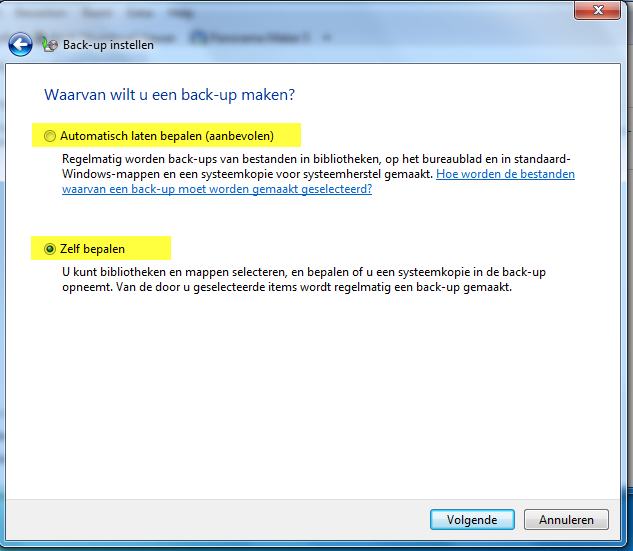 Back-up instellen
Waarvan wilt u een back-up maken?
Automatisch laten bepalen (aanbevolen)
Regelmatig worden back-ups van bestanden in bibliotheken, op het bureaublad en in standaard-
Windows-mappen en een systeemkopie voor systeemherstel gemaakt. Hoe worden de bestanden
waarvan een back-up moet worden gemaakt geselecteerd?
Zelf bepalen
U kunt bibliotheken en mappen selecteren, en bepalen of u een systeemkopie in de back-up
opneemt. Van de door u geselecteerde items wordt regelmatig een back-up gemaakt.
Volgende Annuleren